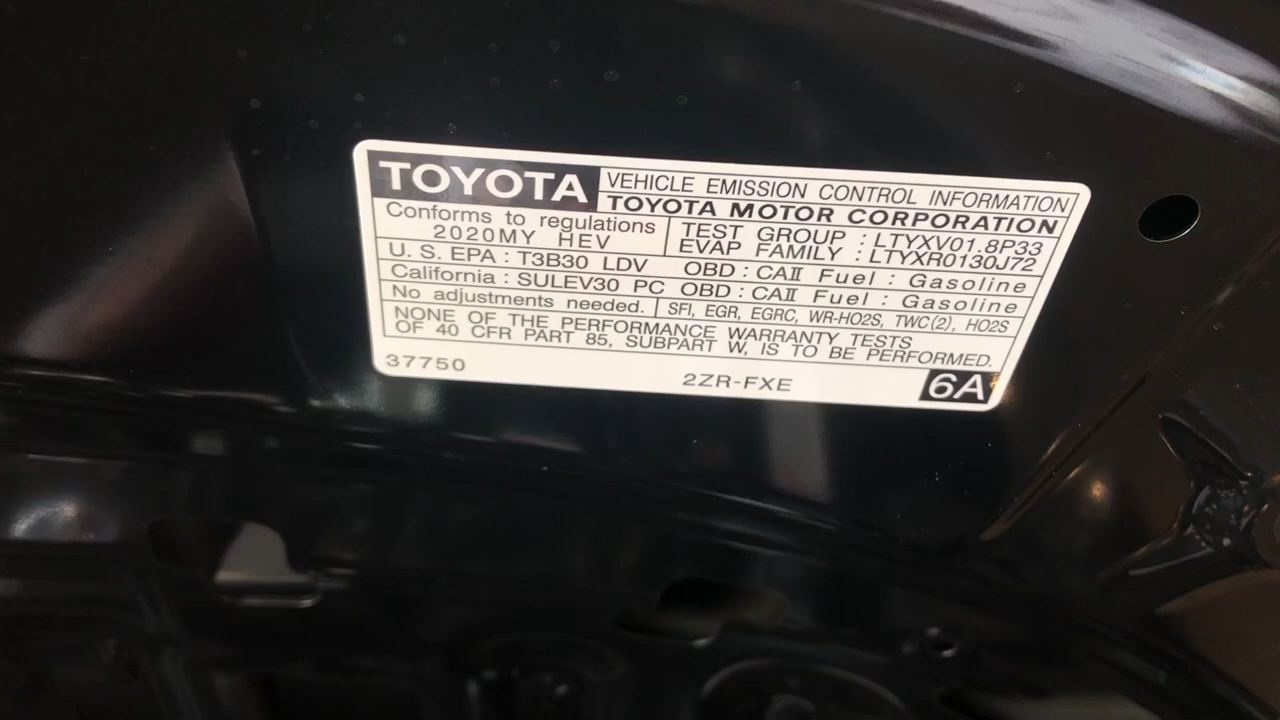 TOYOTA VEHICLE EMISSION CONTROL INFORMATION
TOYOTA MOTOR CORPORATION
Conforms to regulations
2020MY HEV
TEST GROUP : LTYXV01.8P33
EVAP FAMILY : LTYXR0130J72
U. S. EPA : T3B30 LDV OBD : CAII Fuel : Gasoline
California : SULEV30 PC OBD : CAII Fuel : Gasoline
No adjustments needed. SFI, EGR, EGRC, WR-HO2S, TWC(2), HO2S
NONE OF THE PERFORMANCE WARRANTY TESTS
OF 40 CFR PART 85, SUBPART W, IS TO BE PERFORMED.
37750 2ZR-FXE 6A